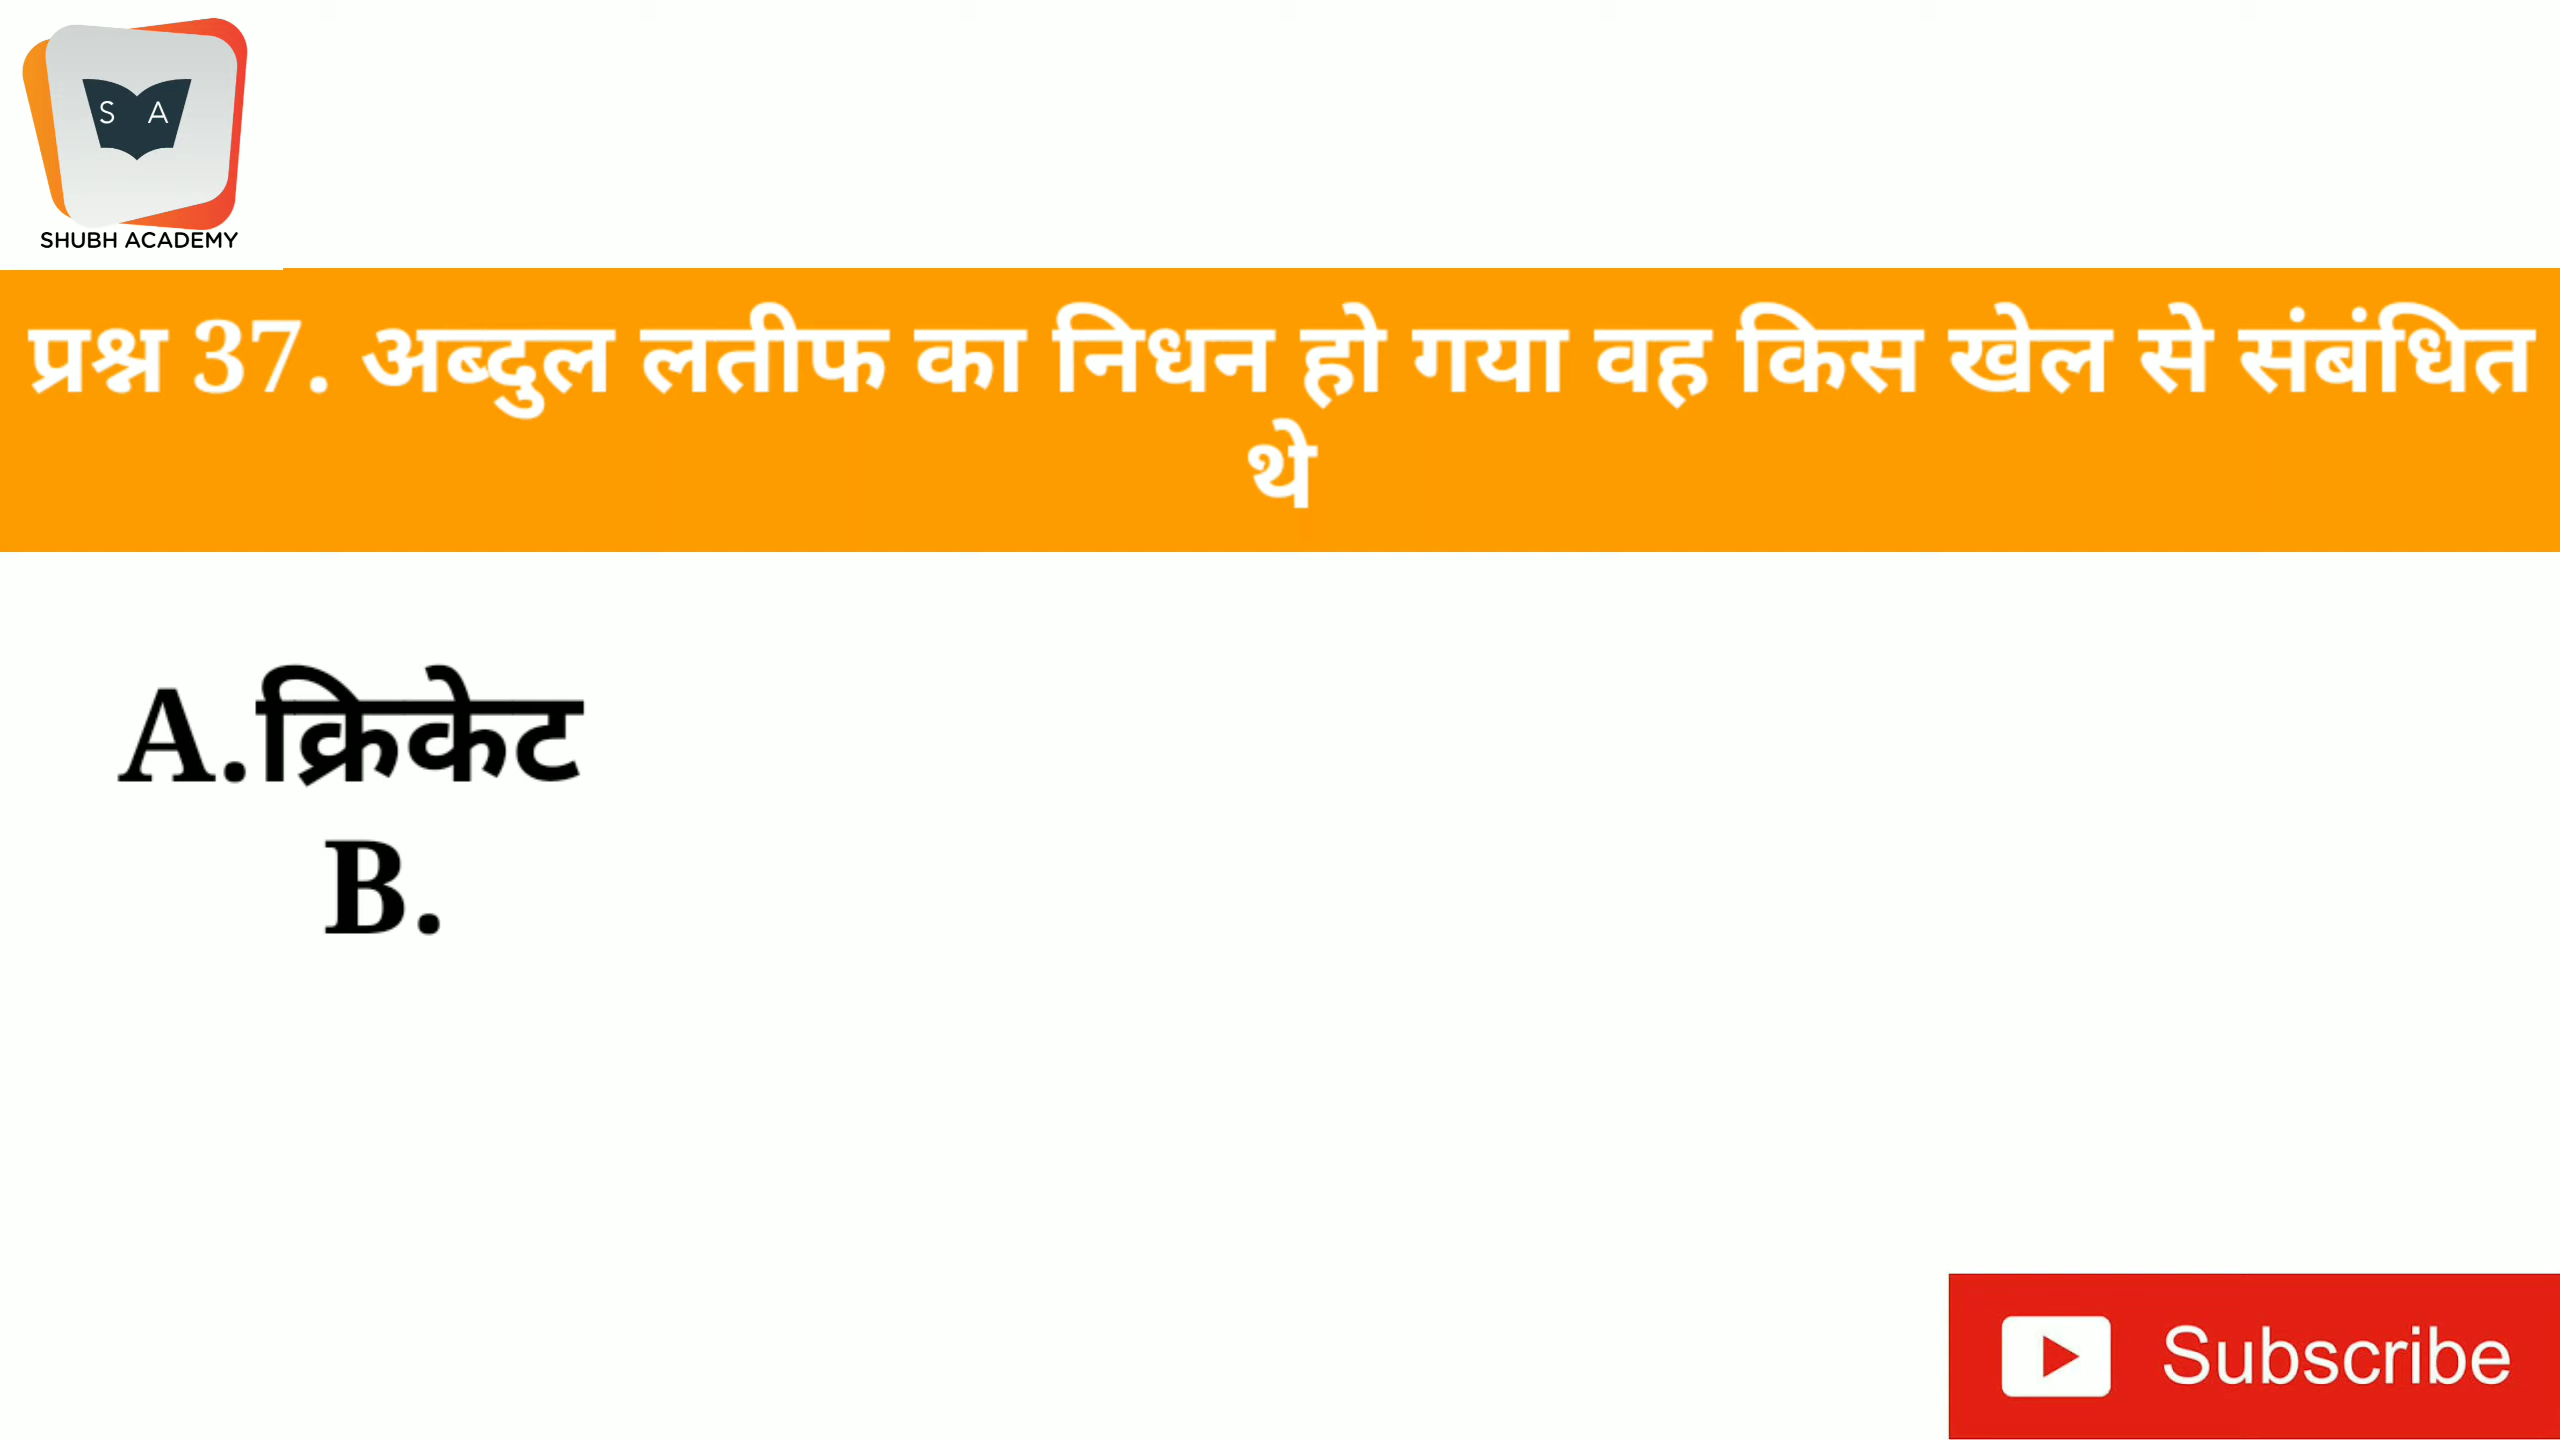 S A
SHUBH ACADEMY
प्रश्न 37. अब्दुल लतीफ का निधन हो गया वह किस खेल से संबंधित
थे
A.क्रिकेट
B.
Subscribe